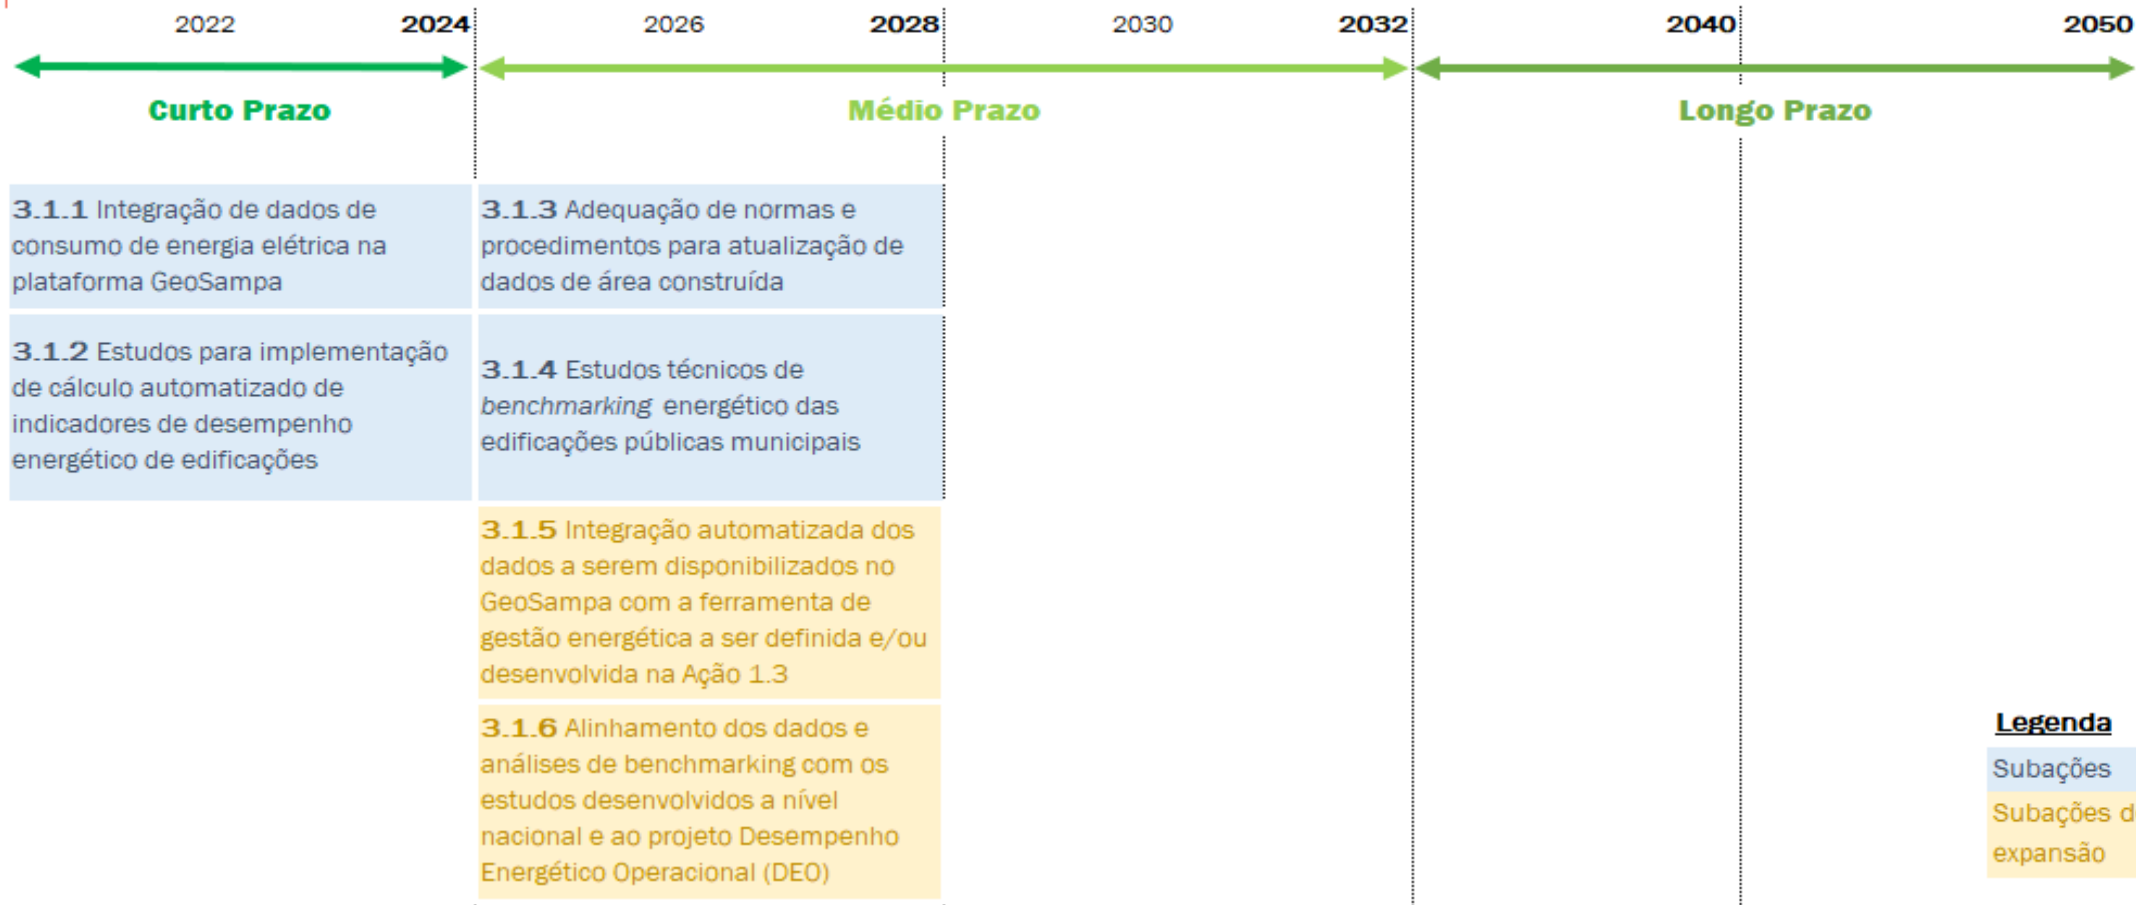 2022 2024 2026 2028 2030 2032 2040 2050
Curto Prazo Médio Prazo Longo Prazo
3.1.1 Integração de dados de
consumo de energia elétrica na
plataforma GeoSampa
3.1.2 Estudos para implementação
de cálculo automatizado de
indicadores de desempenho
energético de edificações
3.1.3 Adequação de normas e
procedimentos para atualização de
dados de área construída
3.1.4 Estudos técnicos de
benchmarking energético das
edificações públicas municipais
3.1.5 Integração automatizada dos
dados a serem disponibilizados no
GeoSampa com a ferramenta de
gestão energética a ser definida e/ou
desenvolvida na Ação 1.3
3.1.6 Alinhamento dos dados e
análises de benchmarking com os
estudos desenvolvidos a nível
nacional e ao projeto Desempenho
Energético Operacional (DEO)
Legenda
Subações
Subações
expansão